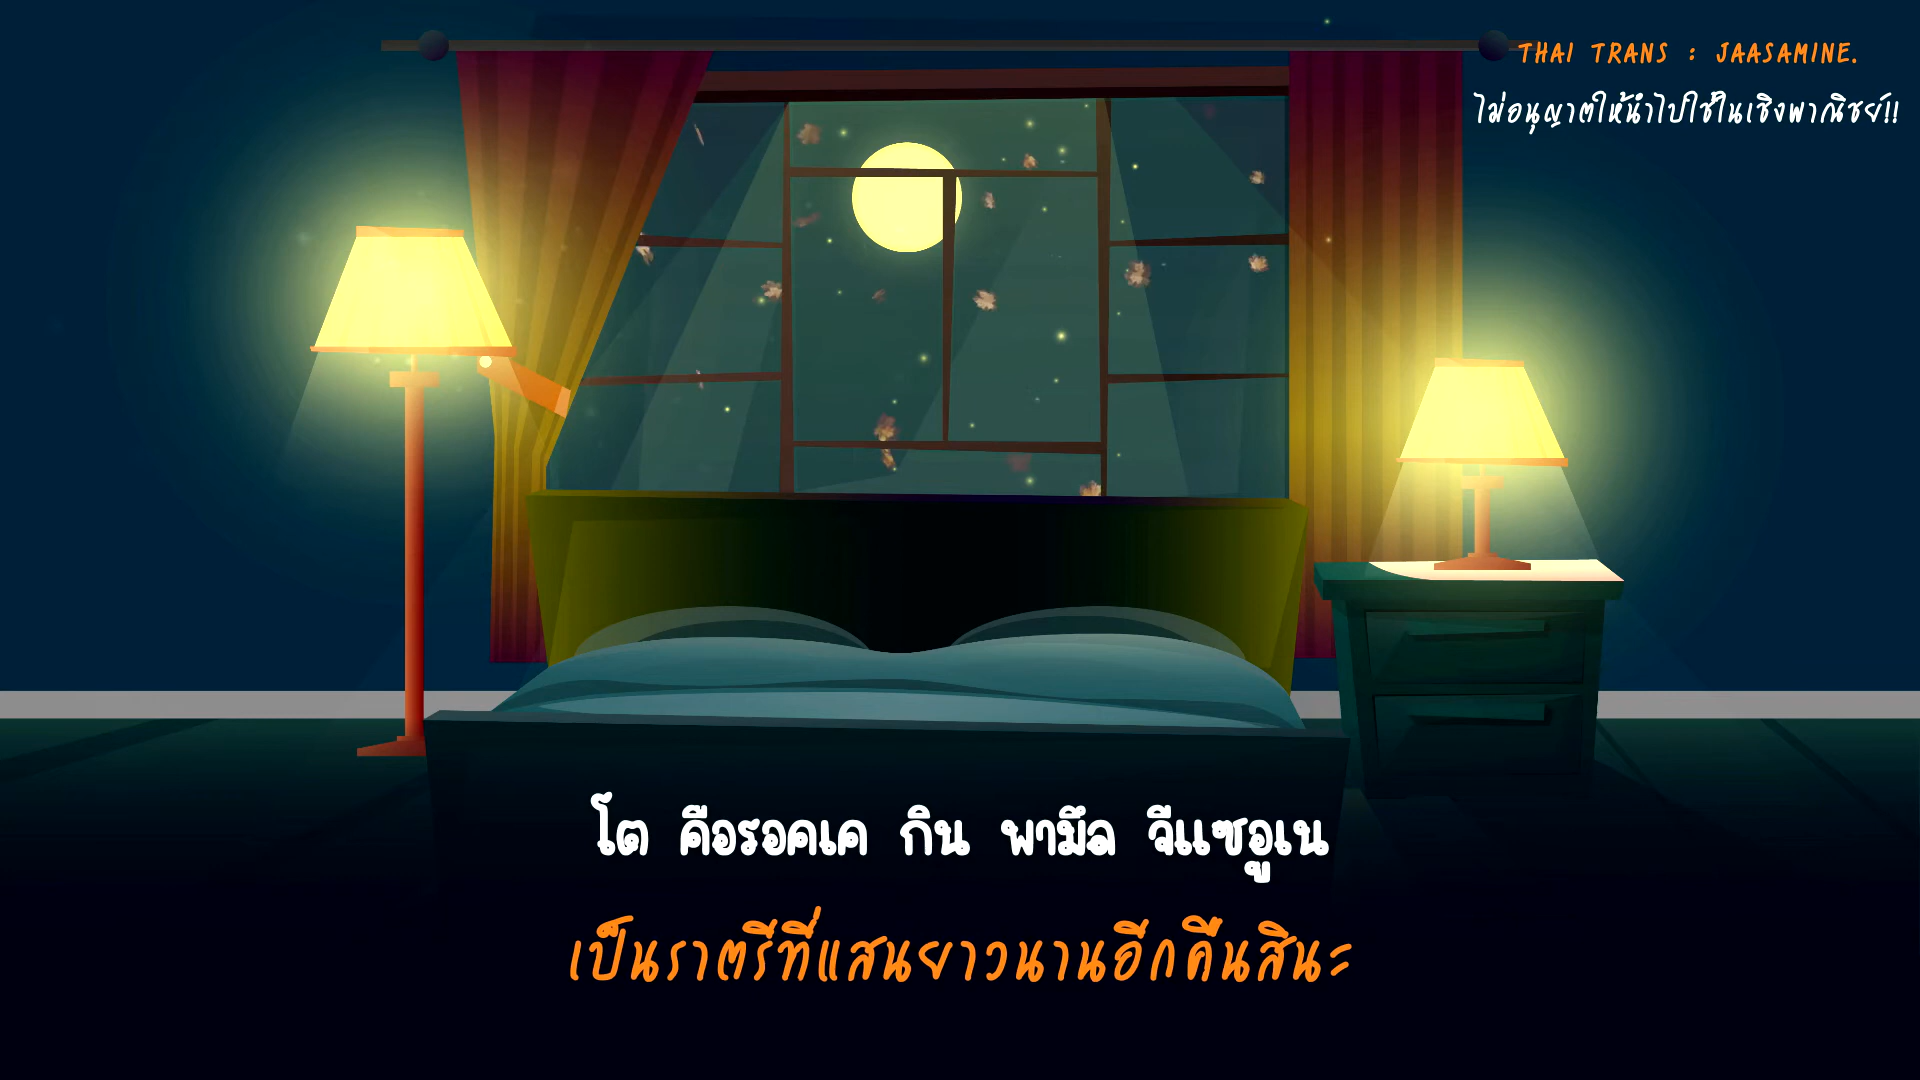 THAI TRANS : JAASAMINE.
ไม่อนุญาตให้นำไปใช้ในเชิงพาณิชย์!!
โต คือรอคเค กิน พามึล จีแซอูเน
เป็นราตรีที่แสนยาวนานอีกคืนสินะ